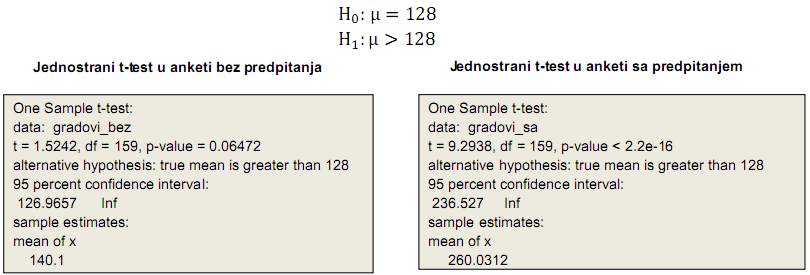 H₀: μ = 128
H₁: μ > 128
Jednostrani t-test u anketi bez predpitanja
One Sample t-test:
data: gradovi_bez
t = 1.5242, df = 159, p-value = 0.06472
alternative hypothesis: true mean is greater than 128
95 percent confidence interval:
126.9657 Inf
sample estimates:
mean of x
140.1
Jednostrani t-test u anketi sa predpitanjem
One Sample t-test:
data: gradovi_sa
t = 9.2938, df = 159, p-value < 2.2e-16
alternative hypothesis: true mean is greater than 128
95 percent confidence interval:
236.527 Inf
sample estimates:
mean of x
260.0312